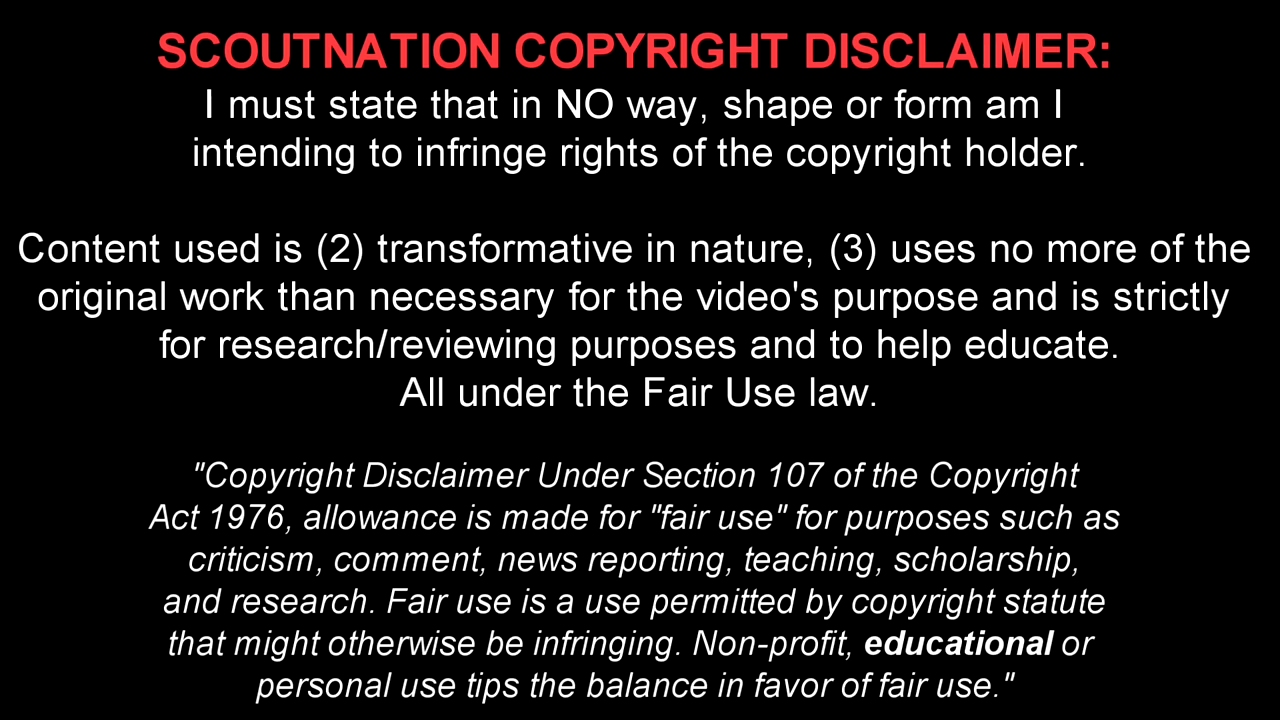 SCOUTNATION COPYRIGHT DISCLAIMER:
I must state that in NO way, shape or form am I
intending to infringe rights of the copyright holder.
Content used is (2) transformative in nature, (3) uses no more of the
original work than necessary for the video's purpose and is strictly
for research/reviewing purposes and to help educate.
All under the Fair Use law.
"Copyright Disclaimer Under Section 107 of the Copyright
Act 1976, allowance is made for "fair use" for purposes such as
criticism, comment, news reporting, teaching, scholarship,
and research. Fair use is a use permitted by copyright statute
that might otherwise be infringing. Non-profit, educational or
personal use tips the balance in favor of fair use."